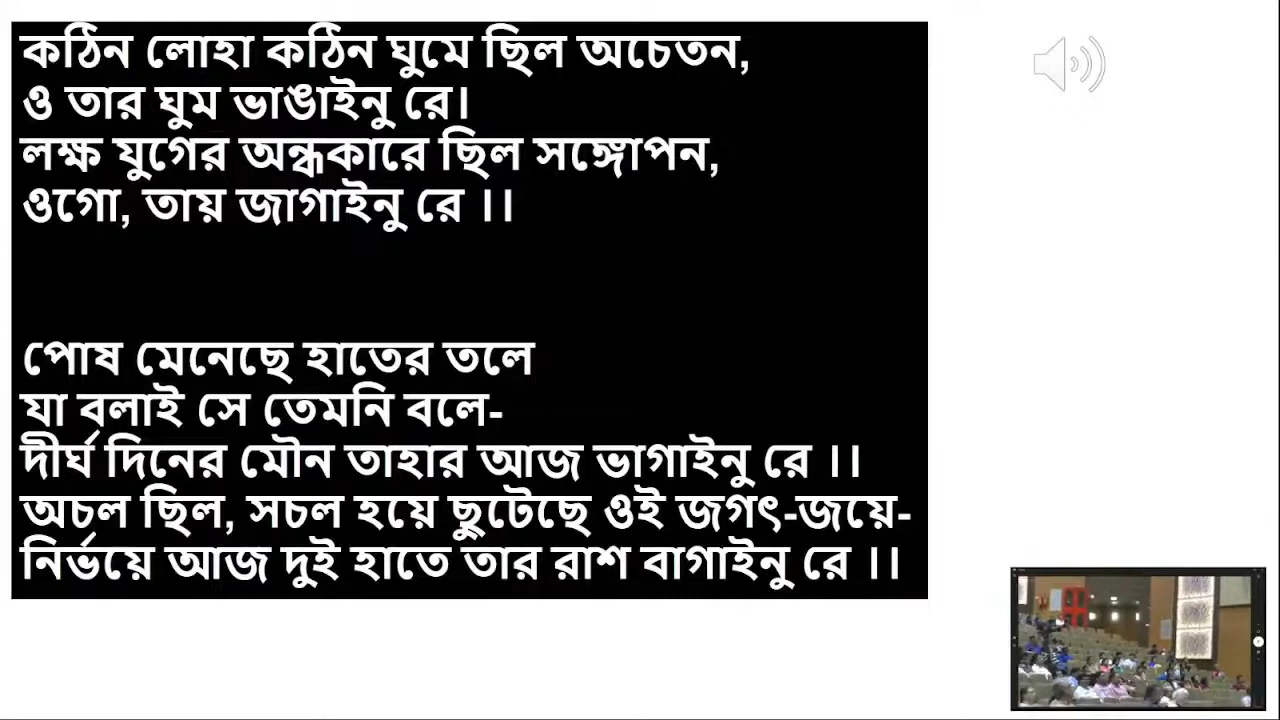 কঠিন লোহা কঠিন ঘুমে ছিল অচেতন,
ও তার ঘুম ভাঙাইনু রে।
লক্ষ যুগের অন্ধকারে ছিল সঙ্গোপন,
ওগো, তায় জাগাইনু রে ।।
পোষ মেনেছে হাতের তলে
যা বলাই সে তেমনি বলে-
দীর্ঘ দিনের মৌন তাহার আজ ভাগাইনু রে ।।
অচল ছিল, সচল হয়ে ছুটেছে ওই জগৎ-জয়ে-
নির্ভয়ে আজ দুই হাতে তার রাশ বাগাইনু রে ।।